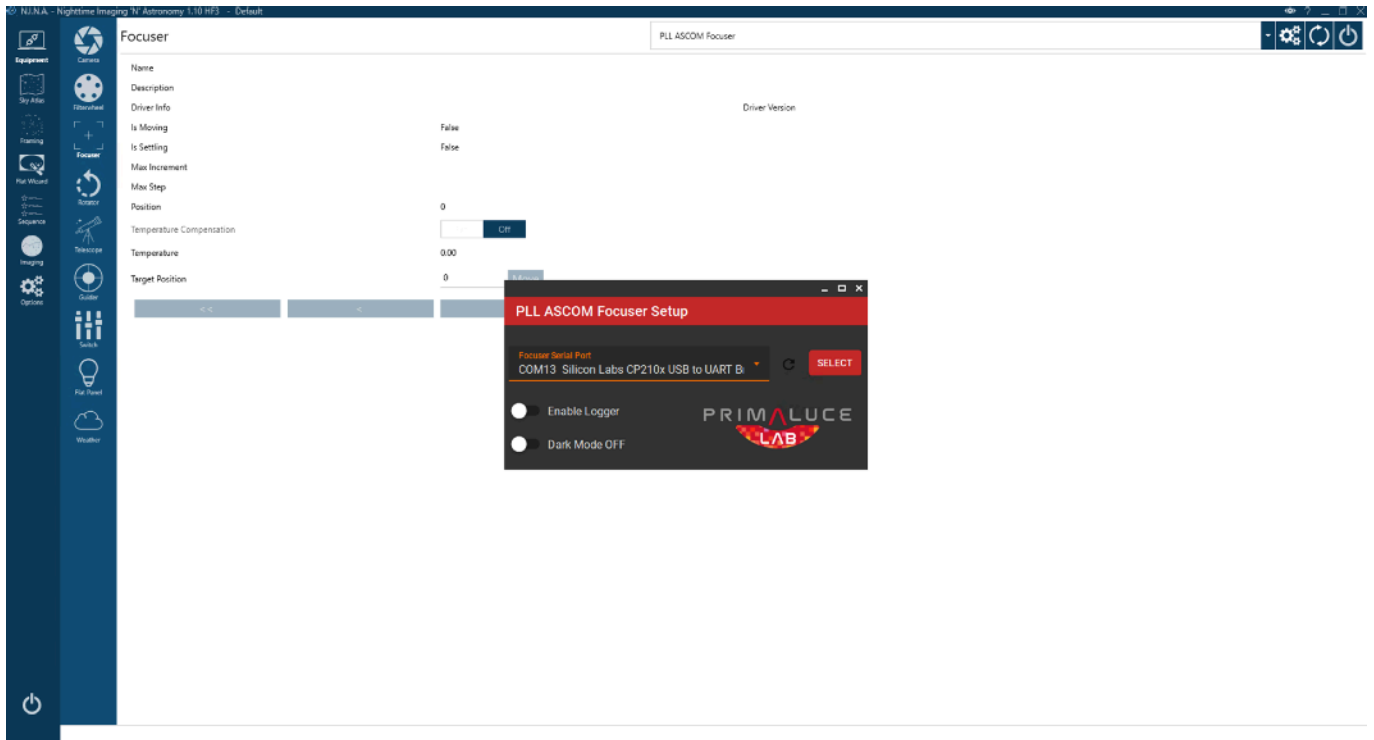 N.I.N.A. - Nighttime Imaging 'N' Astronomy 1.10 HF3 - Default
?
Equipment
Sky Atlas
Framing
Flat Wizard
Sequence
Imaging
Options
Camera
Filterwheel
Focuser
Rotator
Telescope
Guider
Switch
Flat Panel
Weather
Focuser
PLL ASCOM Focuser
Name
Description
Driver Info
Driver Version
Is Moving False
Is Settling False
Max Increment
Max Step
Position 0
Temperature Compensation Off
Temperature 0.00
Target Position 0 Move
<< <
PLL ASCOM Focuser Setup
Focuser Serial Port
COM13 Silicon Labs CP210x USB to UART B
SELECT
Enable Logger
Dark Mode OFF
PRIMALUCE
LAB